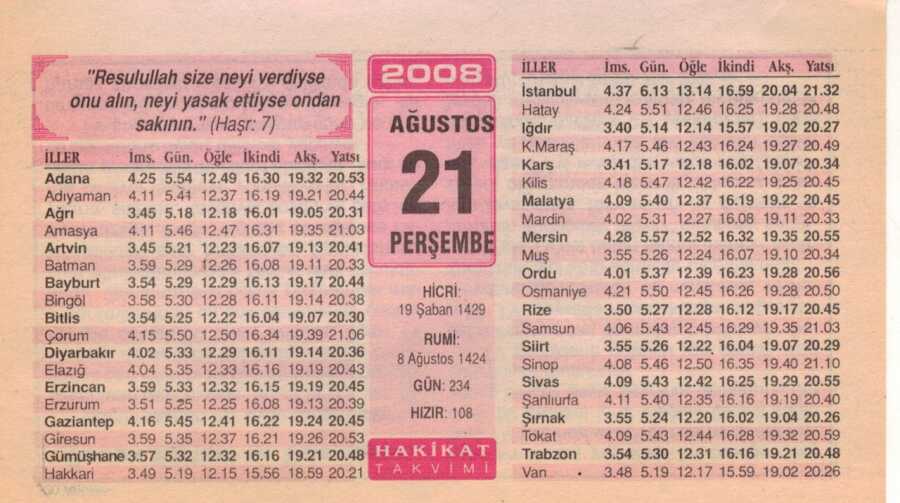 "Resulullah size neyi verdiyse
onu alın, neyi yasak ettiyse ondan
sakının." (Haşr: 7)
İLLER İms. Gün. Öğle İkindi Akş. Yatsı
Adana 4.25 5.54 12.49 16.30 19.32 20.53
Adıyaman 4.11 5.41 12.37 16.19 19.21 20.44
Ağrı 3.45 5.18 12.18 16.01 19.05 20.31
Amasya 4.11 5.46 12.47 16.31 19.35 21.03
Artvin 3.45 5.21 12.23 16.07 19.13 20.41
Batman 3.59 5.29 12.26 16.08 19.11 20.33
Bayburt 3.54 5.29 12.29 16.13 19.17 20.44
Bingöl 3.58 5.30 12.28 16.11 19.14 20.38
Bitlis 3.54 5.25 12.22 16.04 19.07 20.30
Çorum 4.15 5.50 12.50 16.34 19.39 21.06
Diyarbakır 4.02 5.33 12.29 16.11 19.14 20.36
Elazığ 4.04 5.35 12.33 16.16 19.19 20.43
Erzincan 3.59 5.33 12.32 16.15 19.19 20.45
Erzurum 3.51 5.25 12.25 16.08 19.13 20.39
Gaziantep 4.16 5.45 12.41 16.22 19.24 20.45
Giresun 3.59 5.35 12.37 16.21 19.26 20.53
Gümüşhane 3.57 5.32 12.32 16.16 19.21 20.48
Hakkari 3.49 5.19 12.15 15.56 18.59 20.21
2008
AĞUSTOS
21
PERŞEMBE
HİCRİ:
19 Şaban 1429
RUMİ:
8 Ağustos 1424
GÜN: 234
HIZIR: 108
HAKİKAT
TAKVİMİ
İLLER İms. Gün. Öğle İkindi Akş. Yatsı
İstanbul 4.37 6.13 13.14 16.59 20.04 21.32
Hatay 4.24 5.51 12.46 16.25 19.28 20.48
Iğdır 3.40 5.14 12.14 15.57 19.02 20.27
K.Maraş 4.17 5.46 12.43 16.24 19.27 20.49
Kars 3.41 5.17 12.18 16.02 19.07 20.34
Kilis 4.18 5.47 12.42 16.22 19.25 20.45
Malatya 4.09 5.40 12.37 16.19 19.22 20.45
Mardin 4.02 5.31 12.27 16.08 19.11 20.33
Mersin 4.28 5.57 12.52 16.32 19.35 20.55
Muş 3.55 5.26 12.24 16.07 19.10 20.34
Ordu 4.01 5.37 12.39 16.23 19.28 20.56
Osmaniye 4.21 5.50 12.45 16.26 19.28 20.50
Rize 3.50 5.27 12.28 16.12 19.17 20.45
Samsun 4.06 5.43 12.45 16.29 19.35 21.03
Siirt 3.55 5.26 12.22 16.04 19.07 20.29
Sinop 4.08 5.46 12.50 16.35 19.40 21.10
Sivas 4.09 5.43 12.42 16.25 19.29 20.55
Şanlıurfa 4.11 5.40 12.35 16.16 19.19 20.40
Şırnak 3.55 5.24 12.20 16.02 19.04 20.26
Tokat 4.09 5.43 12.44 16.28 19.32 20.59
Trabzon 3.54 5.30 12.31 16.16 19.21 20.48
Van 3.48 5.19 12.17 15.59 19.02 20.26